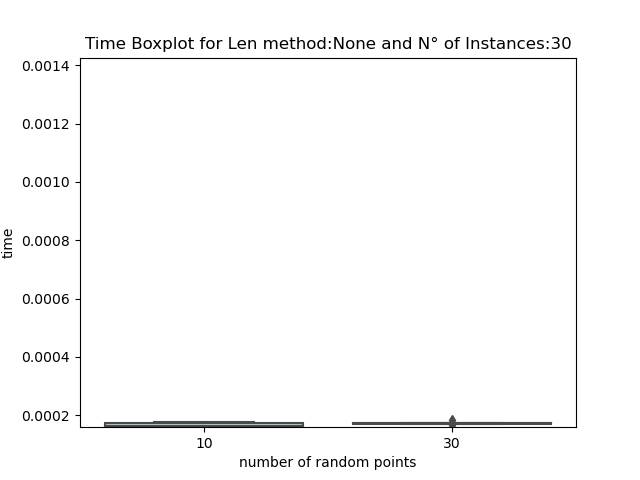 Time Boxplot for Len method:None and N° of Instances:30
0.0014
0.0012
0.0010
0.0008
0.0006
0.0004
0.0002
time
10 30
number of random points